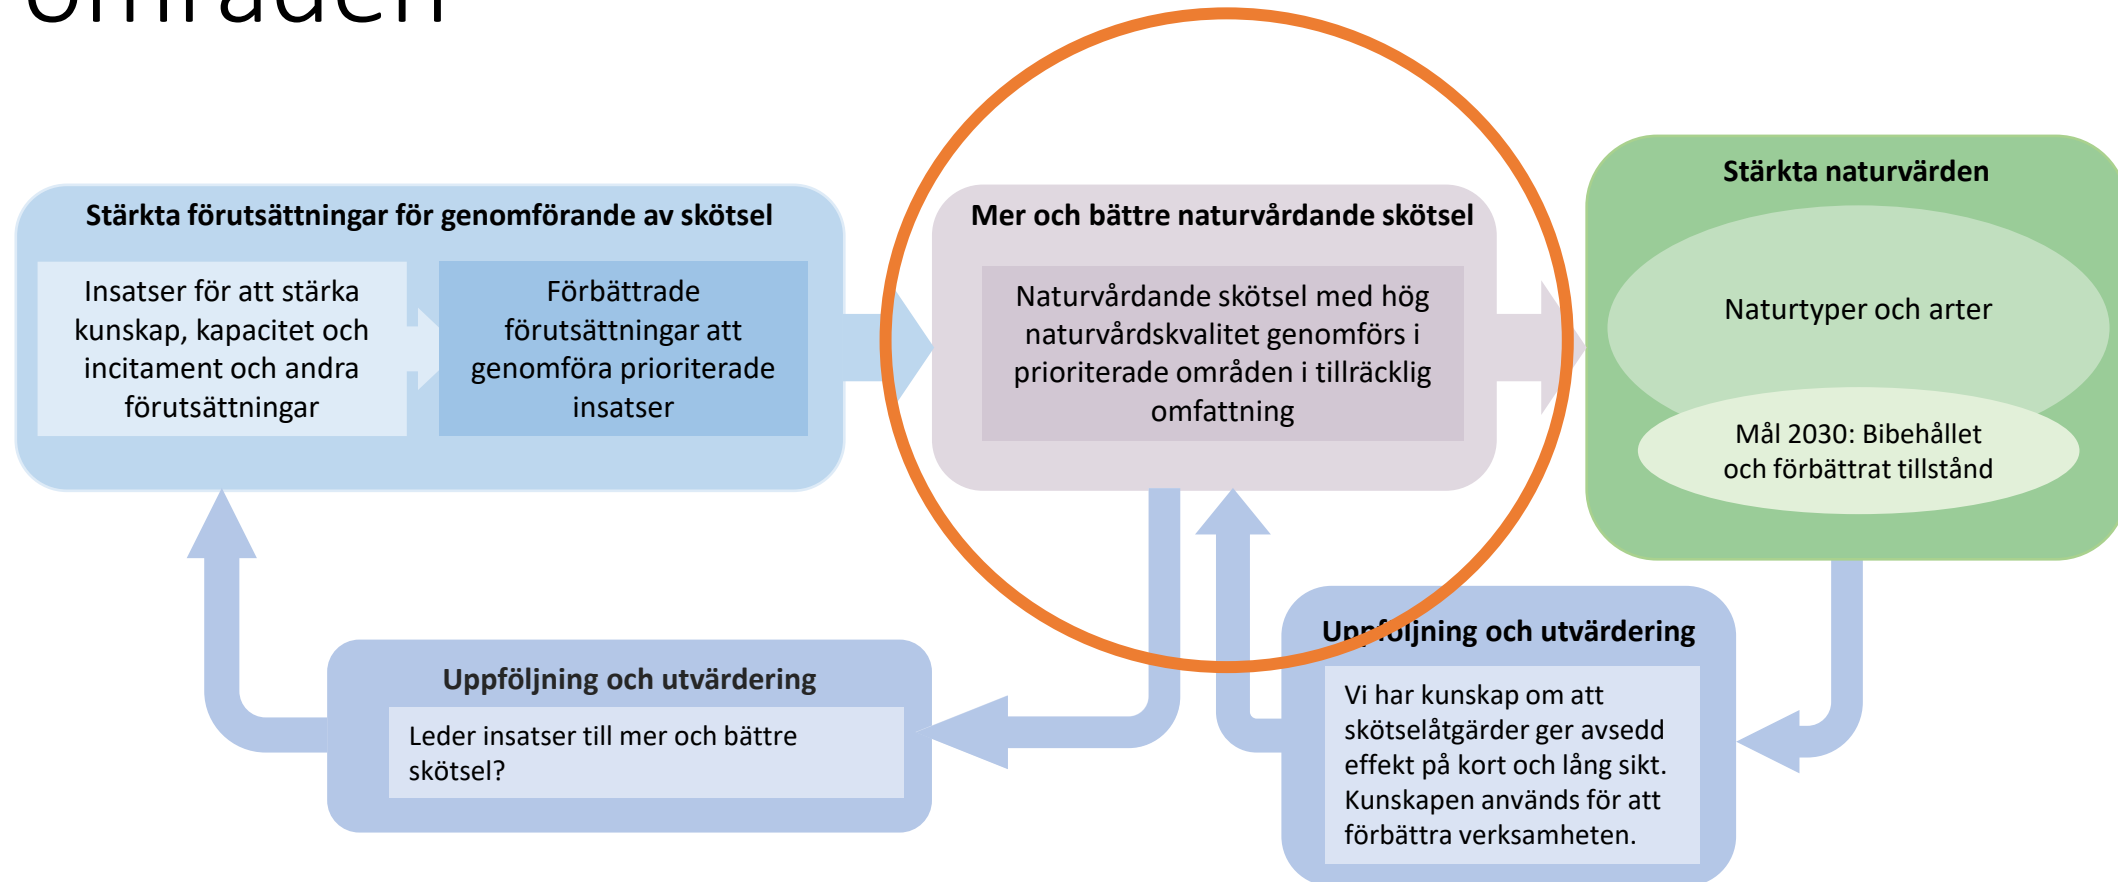 områden
Stärkta förutsättningar för genomförande av skötsel
Insatser för att stärka
kunskap, kapacitet och
incitament och andra
förutsättningar
Förbättrade
förutsättningar att
genomföra prioriterade
insatser
Mer och bättre naturvårdande skötsel
Naturvårdande skötsel med hög
naturvårdskvalitet genomförs i
prioriterade områden i tillräcklig
omfattning
Stärkta naturvärden
Naturtyper och arter
Mål 2030: Bibehållet
och förbättrat tillstånd
Uppföljning och utvärdering
Leder insatser till mer och bättre
skötsel?
Uppföljning och utvärdering
Vi har kunskap om att
skötselåtgärder ger avsedd
effekt på kort och lång sikt.
Kunskapen används för att
förbättra verksamheten.